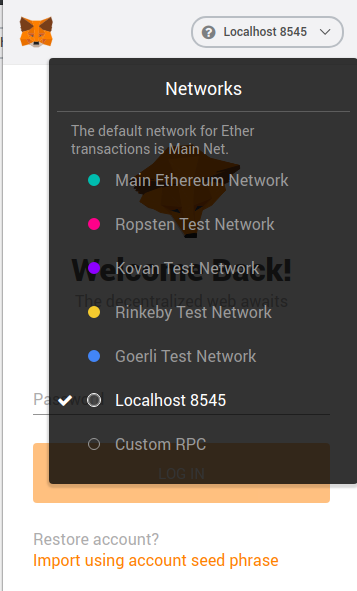 Localhost 8545
Networks
The default network for Ether
transactions is Main Net.
Main Ethereum Network
Ropsten Test Network
Kovan Test Network
Welcome Back!
The decentralized web awaits
Rinkeby Test Network
Goerli Test Network
Localhost 8545
Password
Custom RPC
LOG IN
Restore account?
Import using account seed phrase